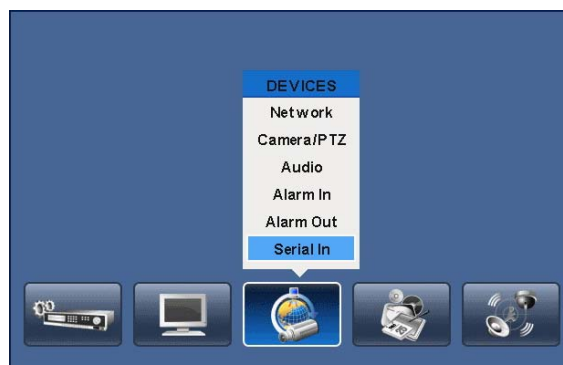 DEVICES
Network
Camera/PTZ
Audio
Alarm In
Alarm Out
Serial In